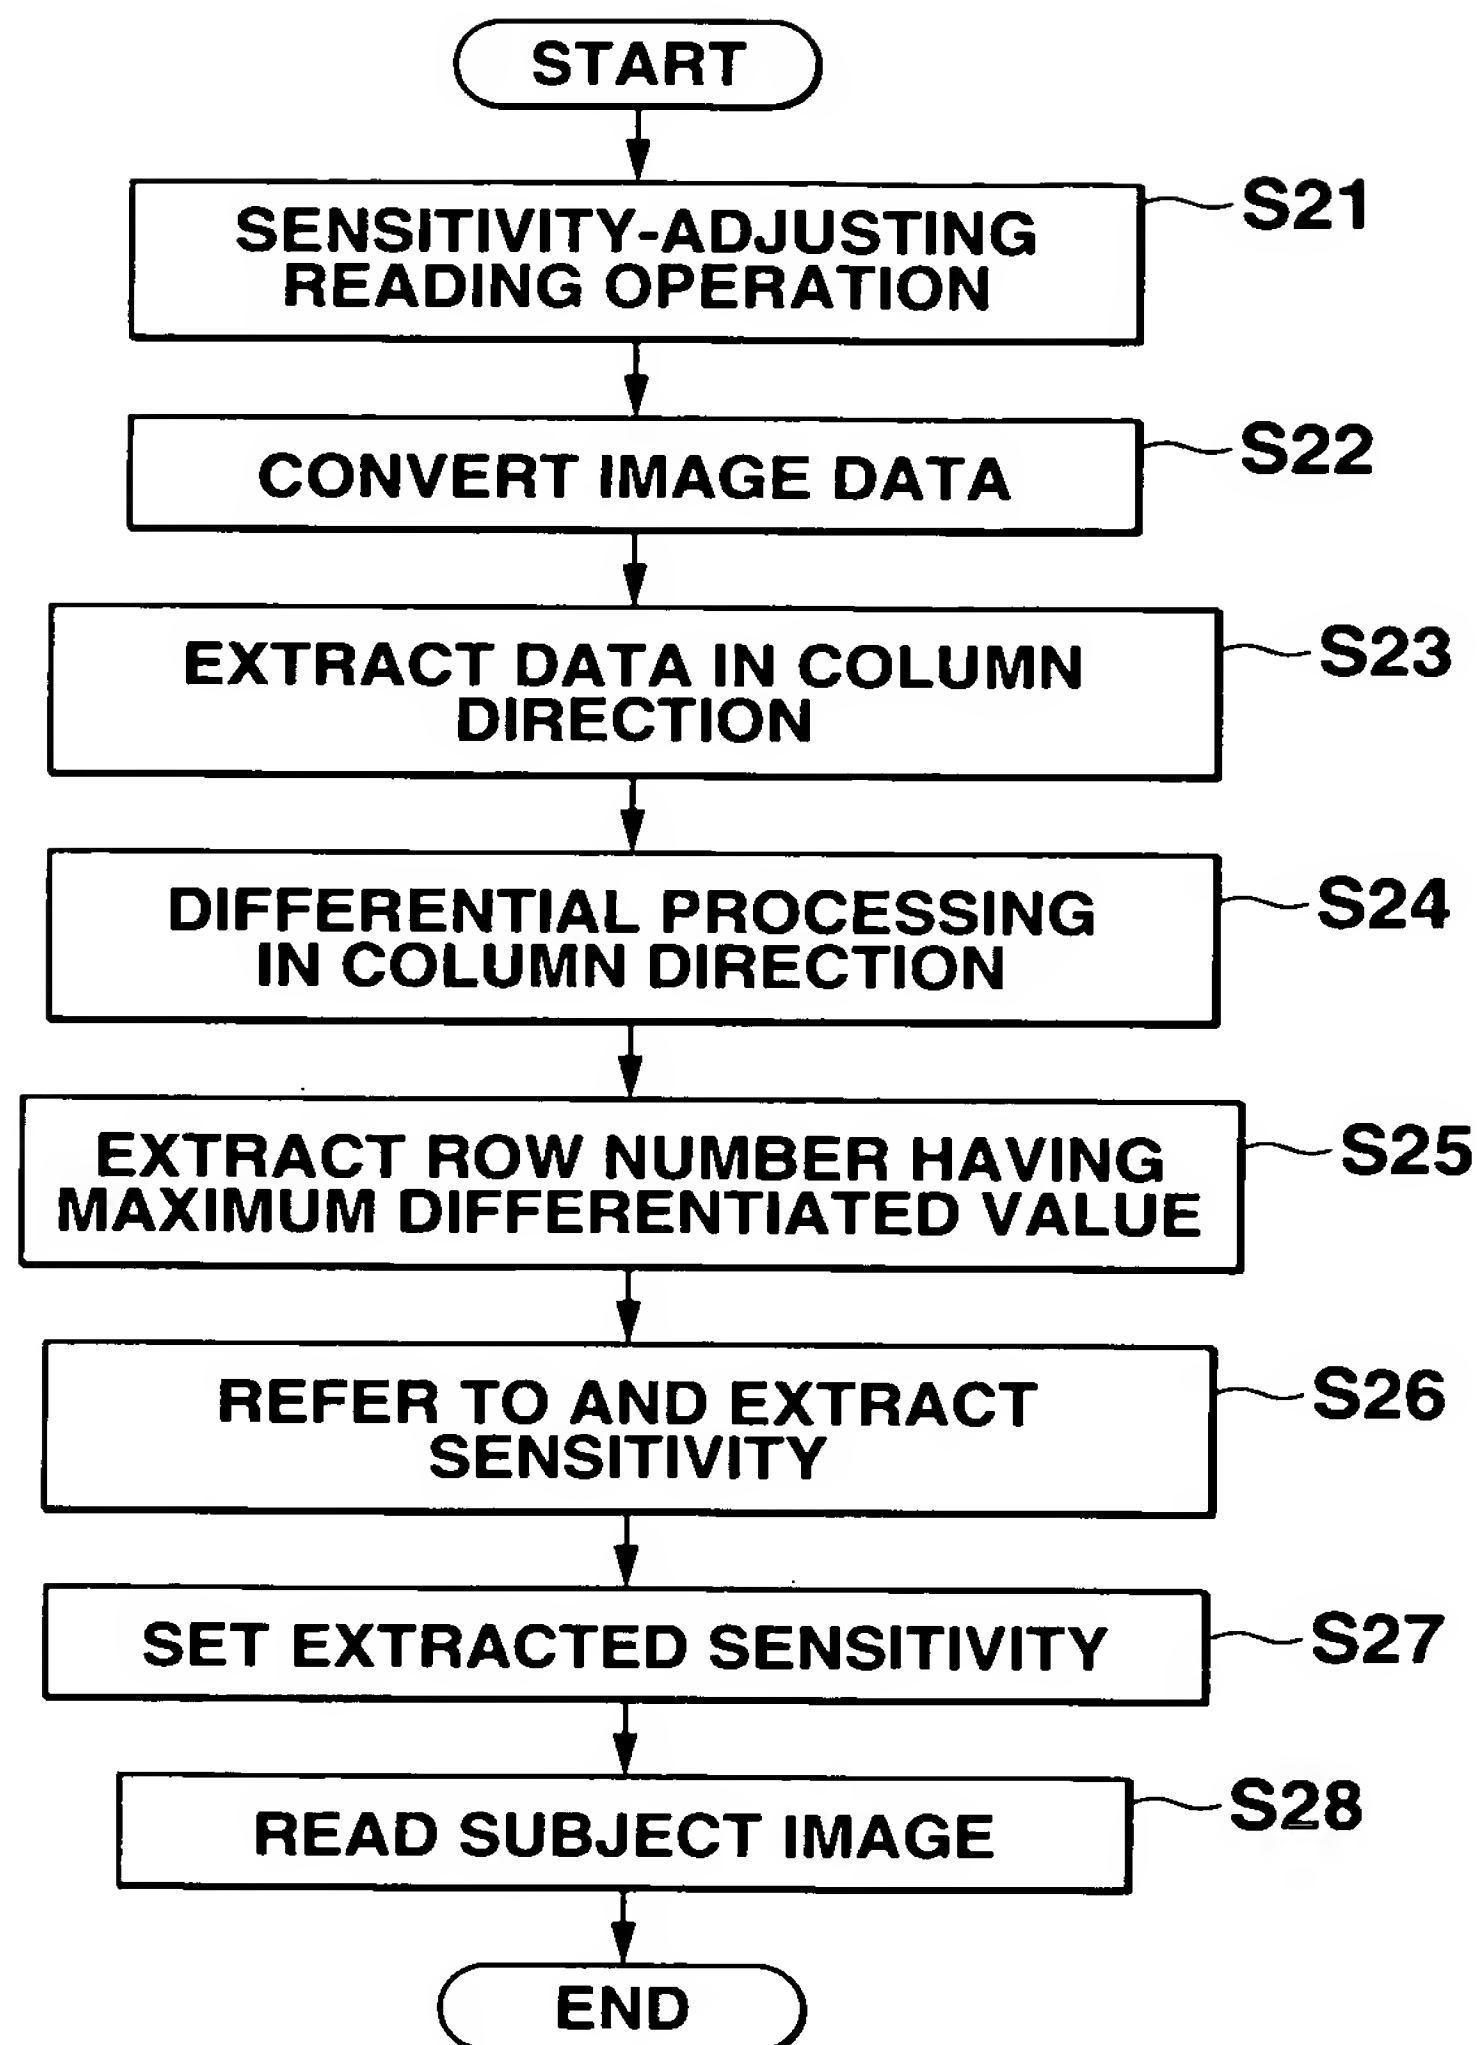 START
SENSITIVITY-ADJUSTING
READING OPERATION
S21
CONVERT IMAGE DATA
S22
EXTRACT DATA IN COLUMN
DIRECTION
S23
DIFFERENTIAL PROCESSING
IN COLUMN DIRECTION
S24
EXTRACT ROW NUMBER HAVING
MAXIMUM DIFFERENTIATED VALUE
S25
REFER TO AND EXTRACT
SENSITIVITY
S26
SET EXTRACTED SENSITIVITY
S27
READ SUBJECT IMAGE
S28
END